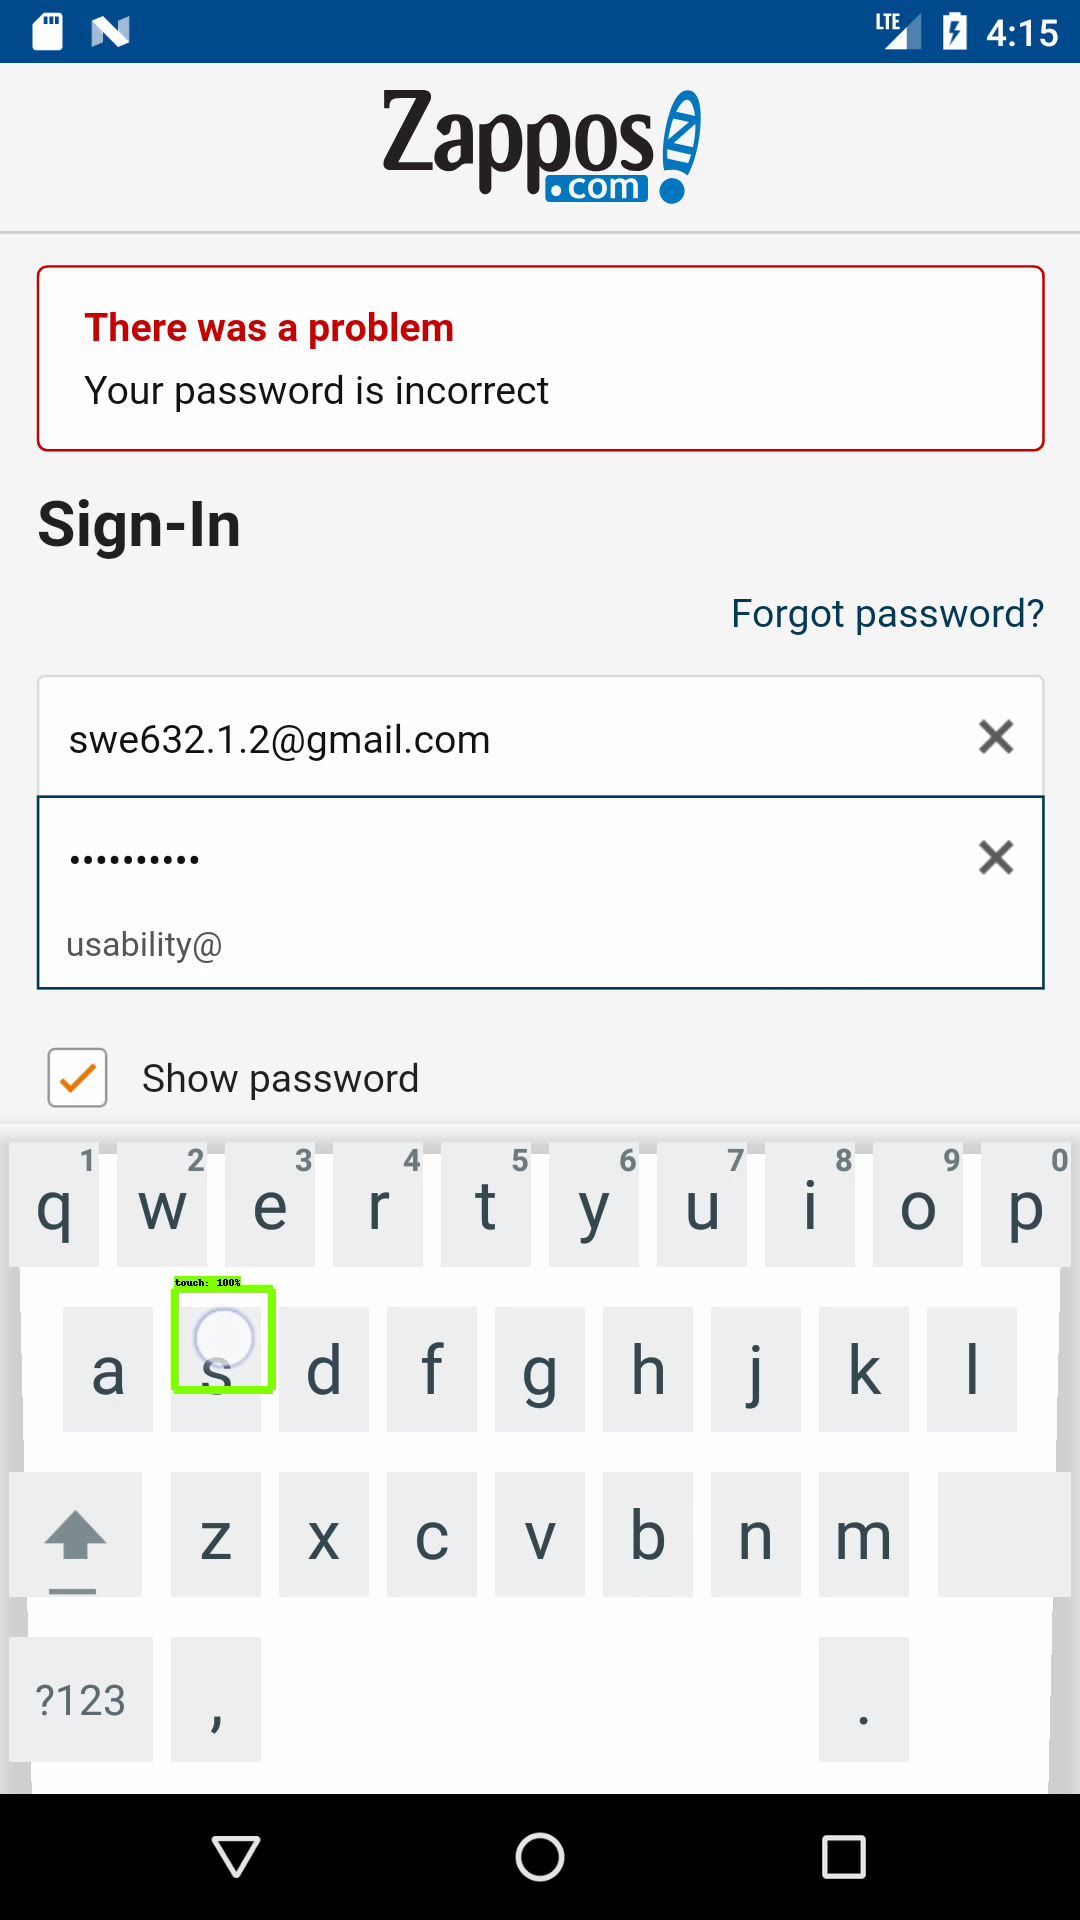 LTE 4:15
Zappos
.com
There was a problem
Your password is incorrect
Sign-In
Forgot password?
swe632.1.2@gmail.com
••••••••••
usability@
Show password
1 2 3 4 5 6 7 8 9 0
q w e r t y u i o p
touch: 100%
a s d f g h j k l
z x c v b n m
?123 , .